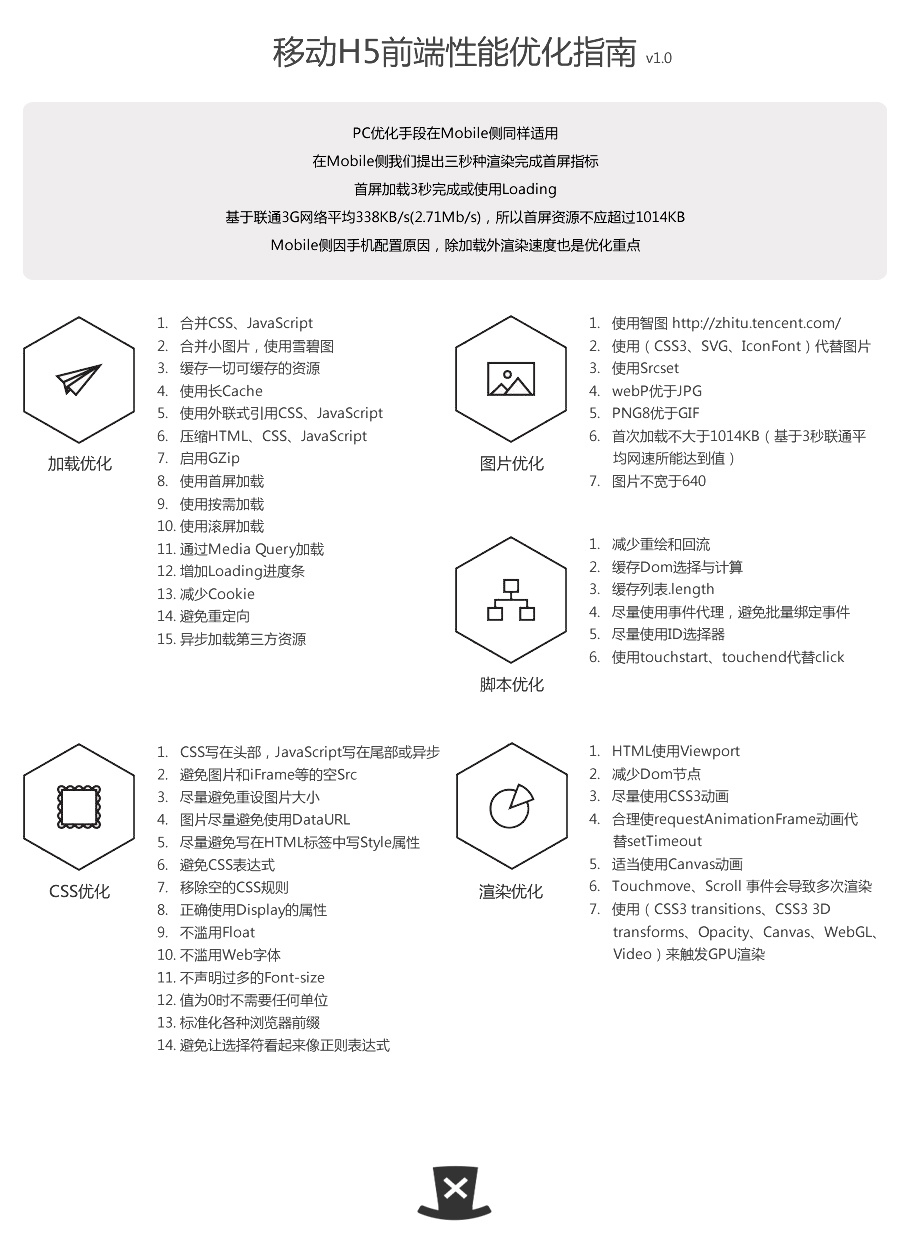 移动H5前端性能优化指南 v1.0
PC优化手段在Mobile侧同样适用
在Mobile侧我们提出三秒种渲染完成首屏指标
首屏加载3秒完成或使用Loading
基于联通3G网络平均338KB/s(2.71Mb/s)，所以首屏资源不应超过1014KB
Mobile侧因手机配置原因，除加载外渲染速度也是优化重点
加载优化
1. 合并CSS、JavaScript
2. 合并小图片，使用雪碧图
3. 缓存一切可缓存的资源
4. 使用长Cache
5. 使用外联式引用CSS、JavaScript
6. 压缩HTML、CSS、JavaScript
7. 启用GZip
8. 使用首屏加载
9. 使用按需加载
10. 使用滚屏加载
11. 通过Media Query加载
12. 增加Loading进度条
13. 减少Cookie
14. 避免重定向
15. 异步加载第三方资源
图片优化
1. 使用智图 http://zhitu.tencent.com/
2. 使用（CSS3、SVG、IconFont）代替图片
3. 使用Srcset
4. webP优于JPG
5. PNG8优于GIF
6. 首次加载不大于1014KB（基于3秒联通平
均网速所能达到值）
7. 图片不宽于640
脚本优化
1. 减少重绘和回流
2. 缓存Dom选择与计算
3. 缓存列表.length
4. 尽量使用事件代理，避免批量绑定事件
5. 尽量使用ID选择器
6. 使用touchstart、touchend代替click
CSS优化
1. CSS写在头部，JavaScript写在尾部或异步
2. 避免图片和iFrame等的空Src
3. 尽量避免重设图片大小
4. 图片尽量避免使用DataURL
5. 尽量避免写在HTML标签中写Style属性
6. 避免CSS表达式
7. 移除空的CSS规则
8. 正确使用Display的属性
9. 不滥用Float
10. 不滥用Web字体
11. 不声明过多的Font-size
12. 值为0时不需要任何单位
13. 标准化各种浏览器前缀
14. 避免让选择符看起来像正则表达式
渲染优化
1. HTML使用Viewport
2. 减少Dom节点
3. 尽量使用CSS3动画
4. 合理使requestAnimationFrame动画代
替setTimeout
5. 适当使用Canvas动画
6. Touchmove、Scroll 事件会导致多次渲染
7. 使用（CSS3 transitions、CSS3 3D
transforms、Opacity、Canvas、WebGL、
Video）来触发GPU渲染